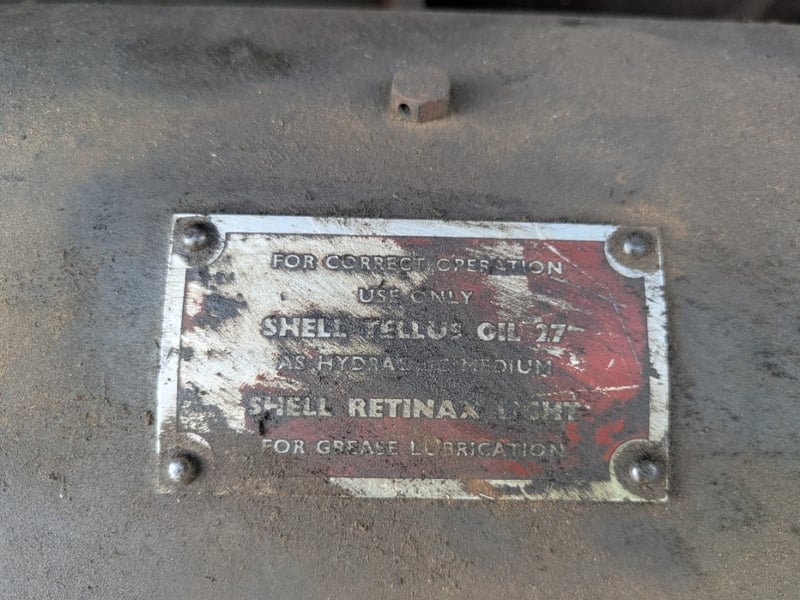 FOR CORRECT OPERATION
USE ONLY
SHELL TELLUS OIL 27
AS HYDRAULIC MEDIUM
SHELL RETINAX LIGHT
FOR GREASE LUBRICATION